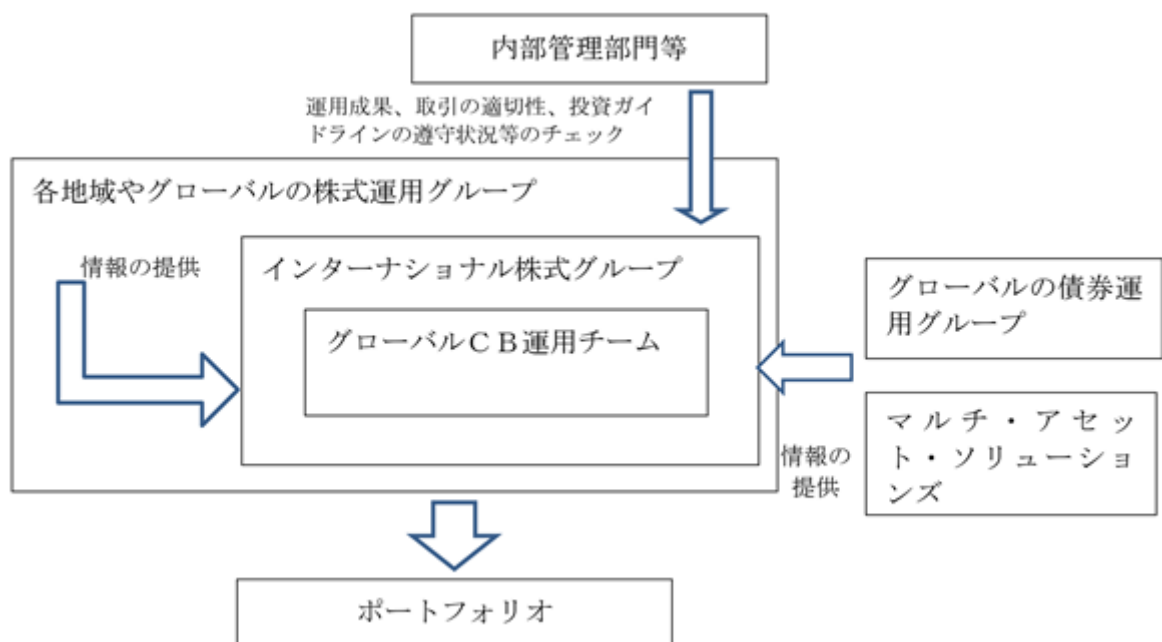 内部管理部門等
運用成果、取引の適切性、投資ガイ
ドラインの遵守状況等のチェック
各地域やグローバルの株式運用グループ
情報の提供
インターナショナル株式グループ
グローバルＣＢ運用チーム
グローバルの債券運
用グループ
マルチ・アセッ
ト・ソリューショ
ンズ
情報の
提供
ポートフォリオ